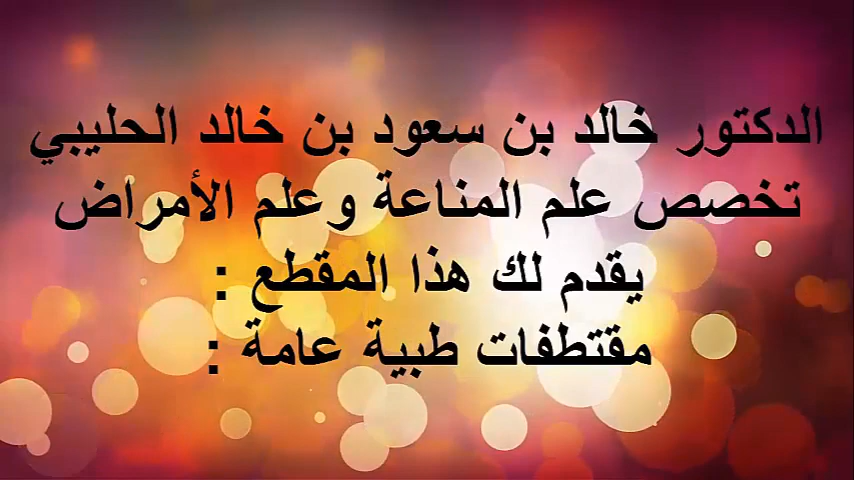 الدكتور خالد بن سعود بن خالد الحليبي
تخصص علم المناعة وعلم الأمراض
يقدم لك هذا المقطع :
مقتطفات طبية عامة :